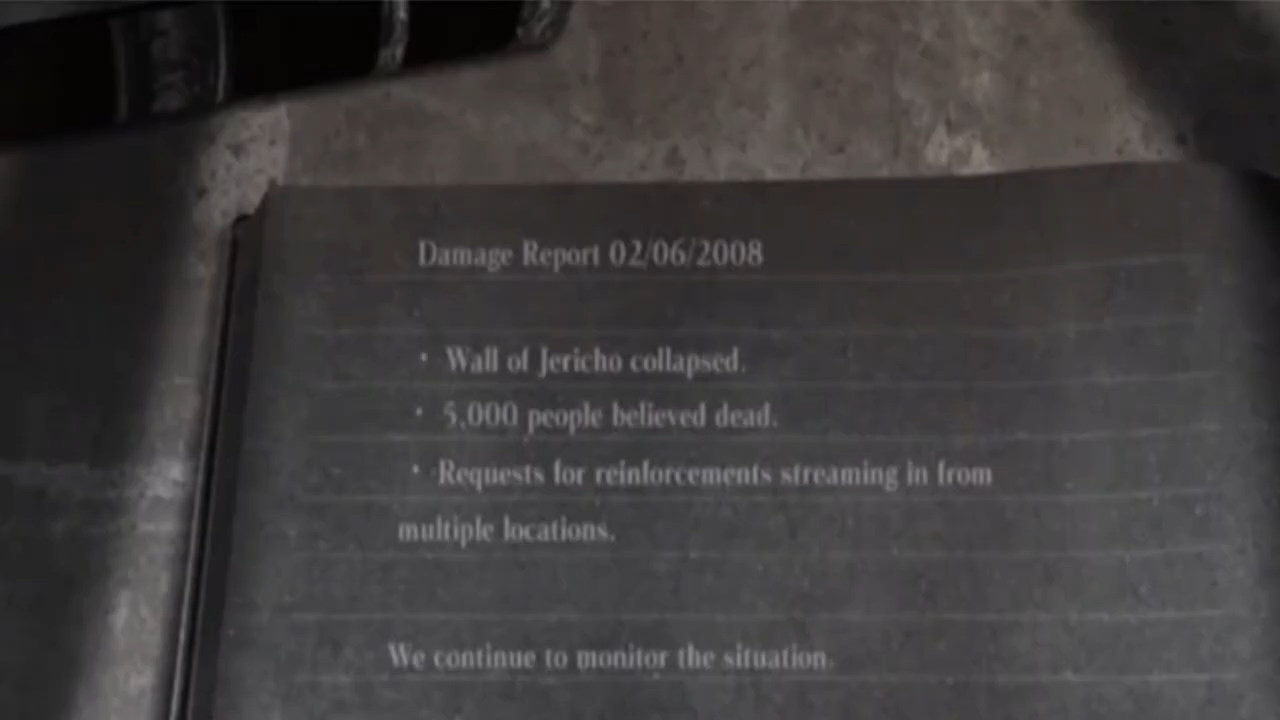 Damage Report 02/06/2008
· Wall of Jericho collapsed.
· 5,000 people believed dead.
· Requests for reinforcements streaming in from
multiple locations.
We continue to monitor the situation.